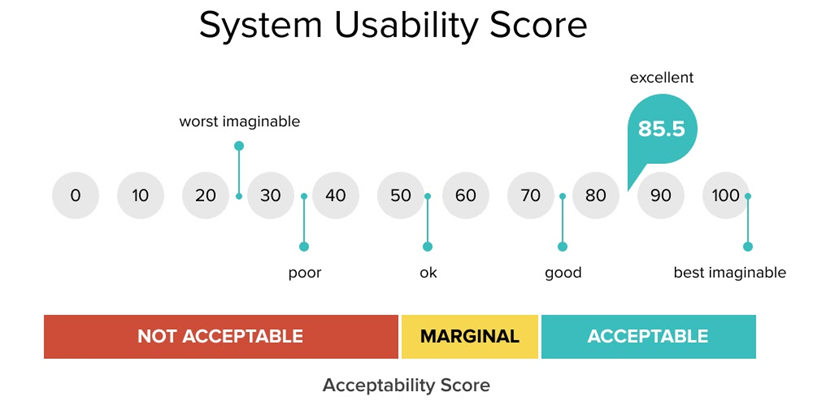 System Usability Score
excellent
85.5
worst imaginable
0 10 20 30 40 50 60 70 80 90 100
poor ok good best imaginable
NOT ACCEPTABLE MARGINAL ACCEPTABLE
Acceptability Score